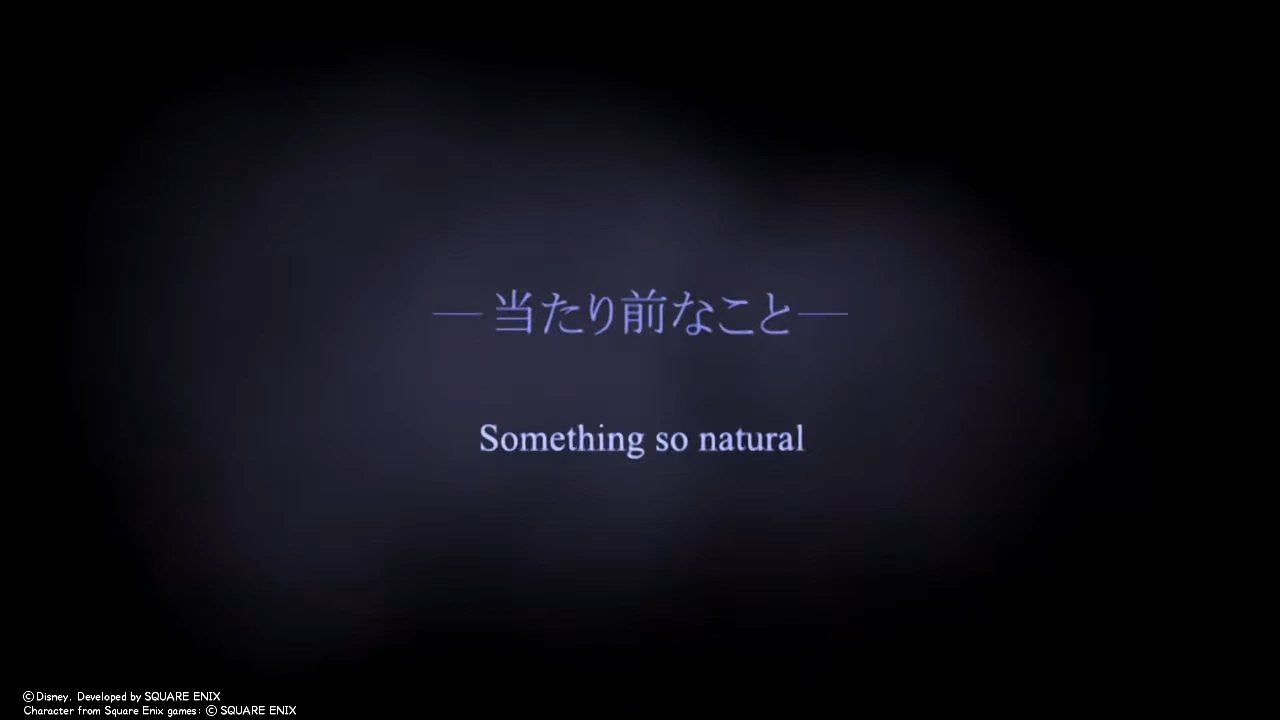 ―当たり前なこと―
Something so natural
©Disney. Developed by SQUARE ENIX
Character from Square Enix games: © SQUARE ENIX